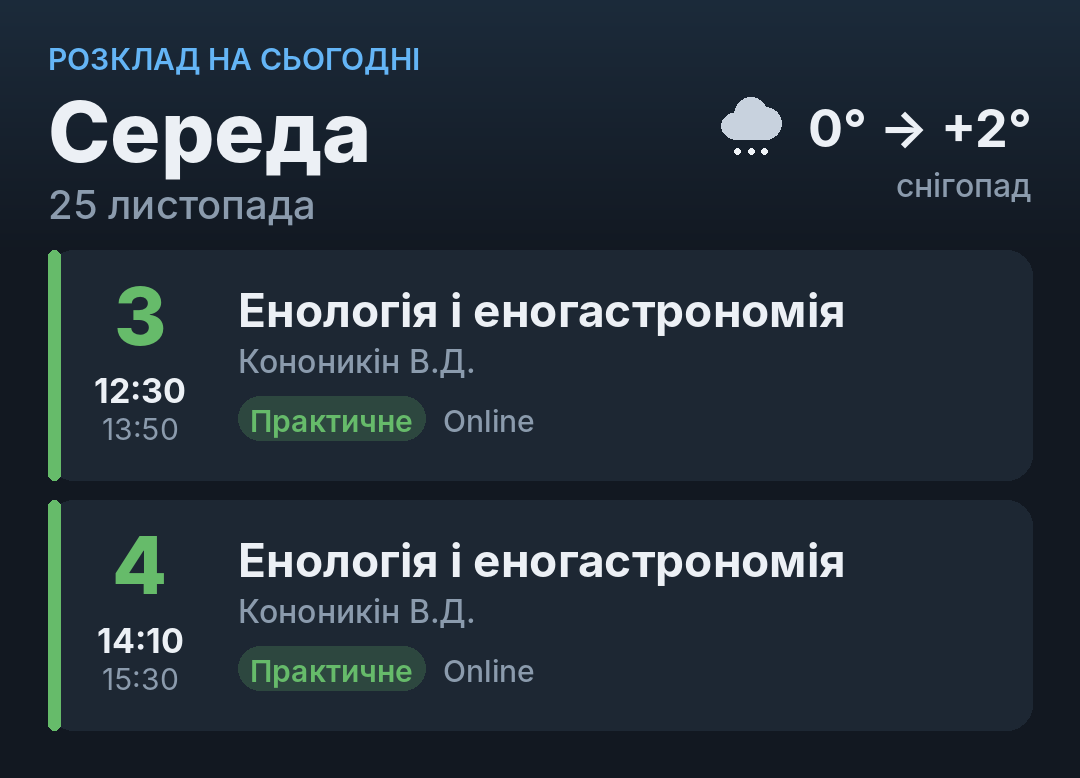 РОЗКЛАД НА СЬОГОДНІ
Середа
25 листопада
0° → +2°
снігопад
3
12:30
13:50
Енологія і еногастрономія
Кононикін В.Д.
Практичне Online
4
14:10
15:30
Енологія і еногастрономія
Кононикін В.Д.
Практичне Online